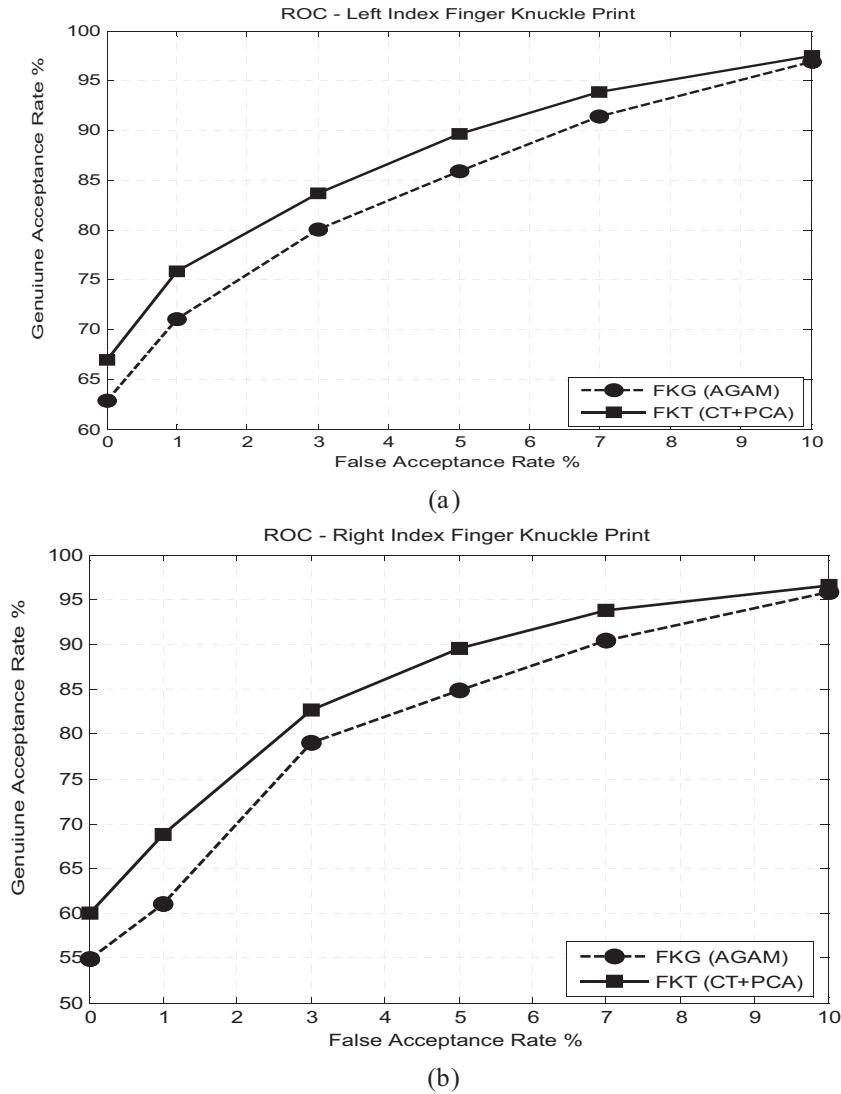 ROC - Left Index Finger Knuckle Print
100
95
90
85
80
75
70
65
60
Genuiune Acceptance Rate %
FKG (AGAM)
FKT (CT+PCA)
0 1 2 3 4 5 6 7 8 9 10
False Acceptance Rate %
(a)
ROC - Right Index Finger Knuckle Print
100
95
90
85
80
75
70
65
60
55
50
Genuiune Acceptance Rate %
FKG (AGAM)
FKT (CT+PCA)
0 1 2 3 4 5 6 7 8 9 10
False Acceptance Rate %
(b)